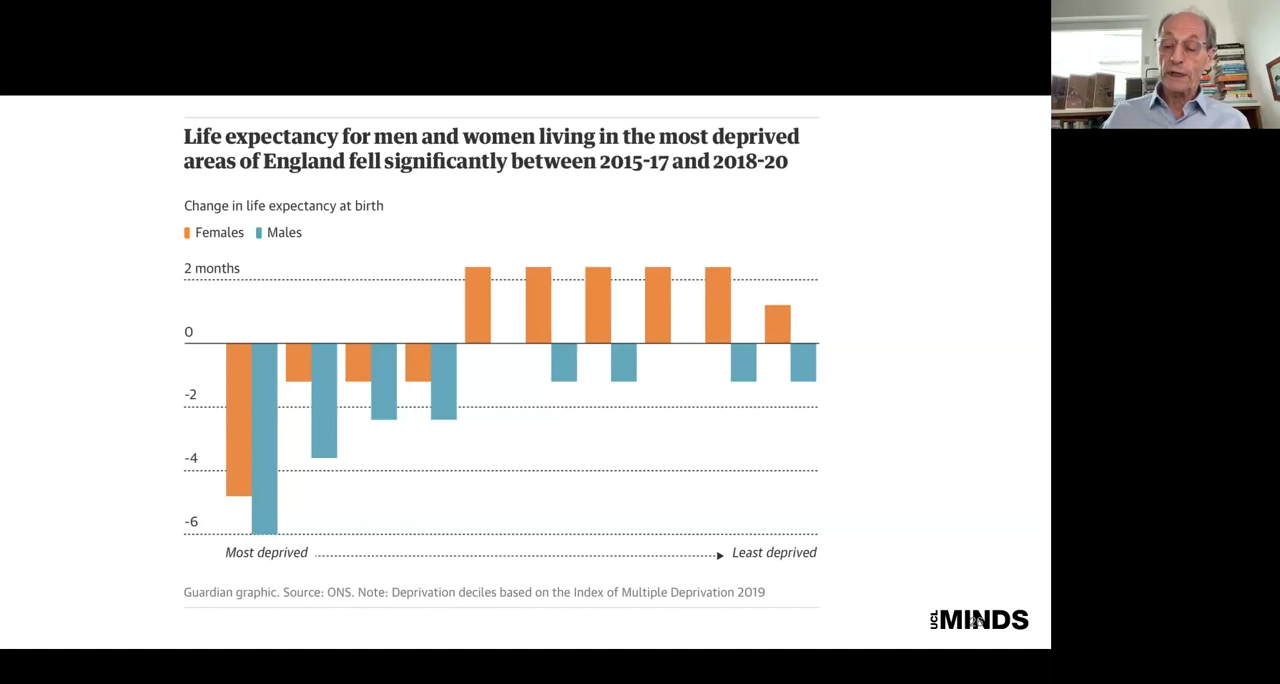 Life expectancy for men and women living in the most deprived
areas of England fell significantly between 2015-17 and 2018-20
Change in life expectancy at birth
Females Males
2 months
0
-2
-4
-6
Most deprived Least deprived
Guardian graphic. Source: ONS. Note: Deprivation deciles based on the Index of Multiple Deprivation 2019
UCL MINDS